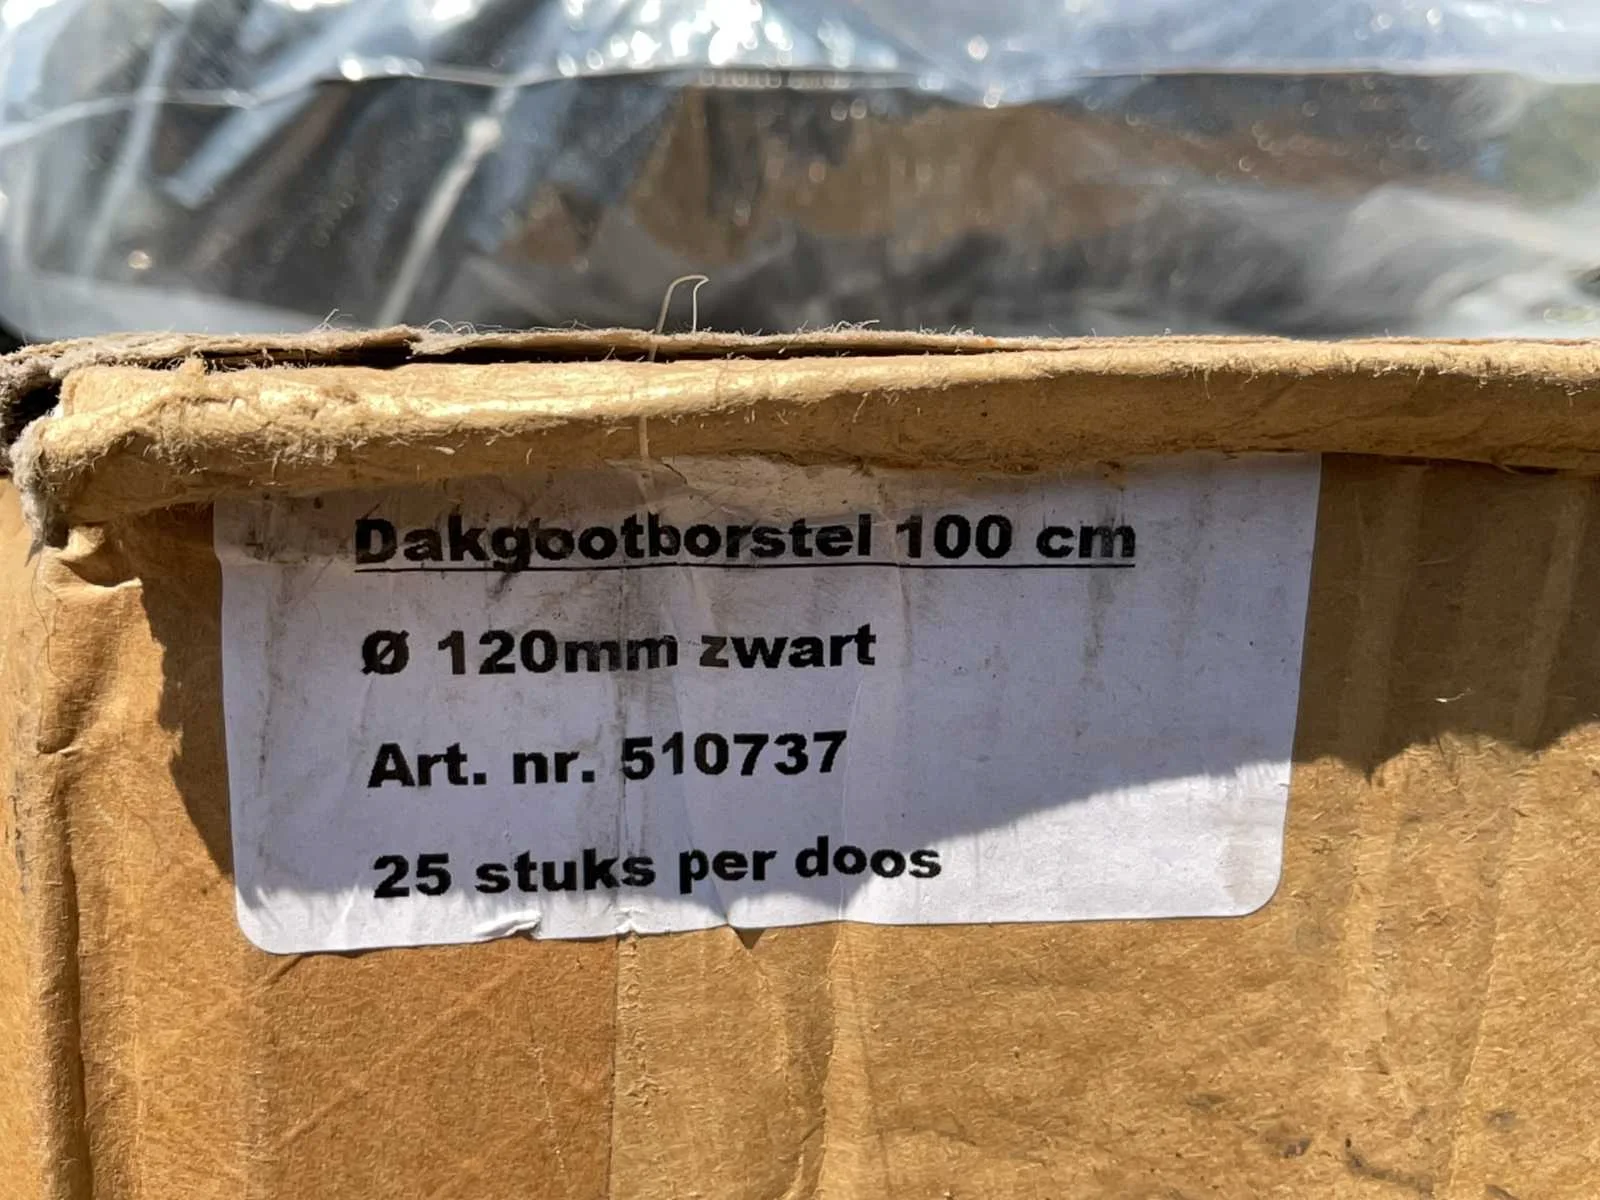 Dakgootborstel 100 cm
Ø 120mm zwart
Art. nr. 510737
25 stuks per doos